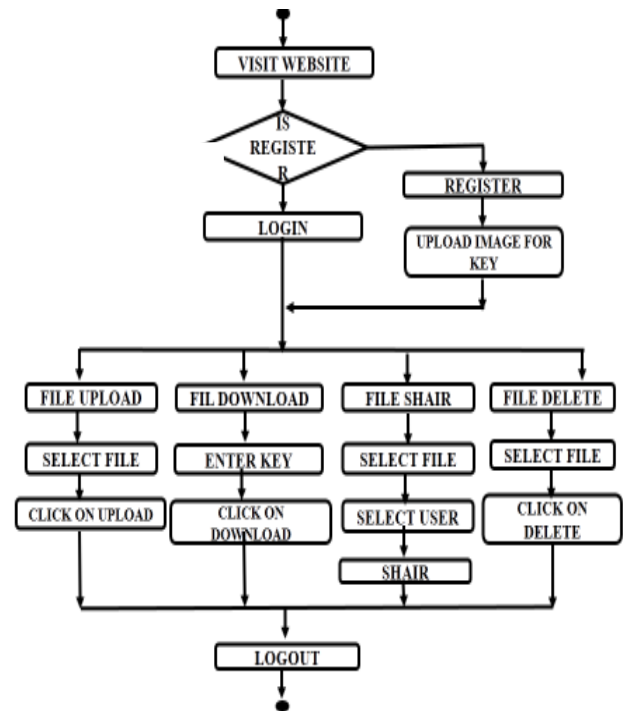 VISIT WEBSITE
IS
REGISTE
R
LOGIN
REGISTER
UPLOAD IMAGE FOR
KEY
FILE UPLOAD
SELECT FILE
CLICK ON UPLOAD
FIL DOWNLOAD
ENTER KEY
CLICK ON
DOWNLOAD
FILE SHAIR
SELECT FILE
SELECT USER
SHAIR
FILE DELETE
SELECT FILE
CLICK ON
DELETE
LOGOUT